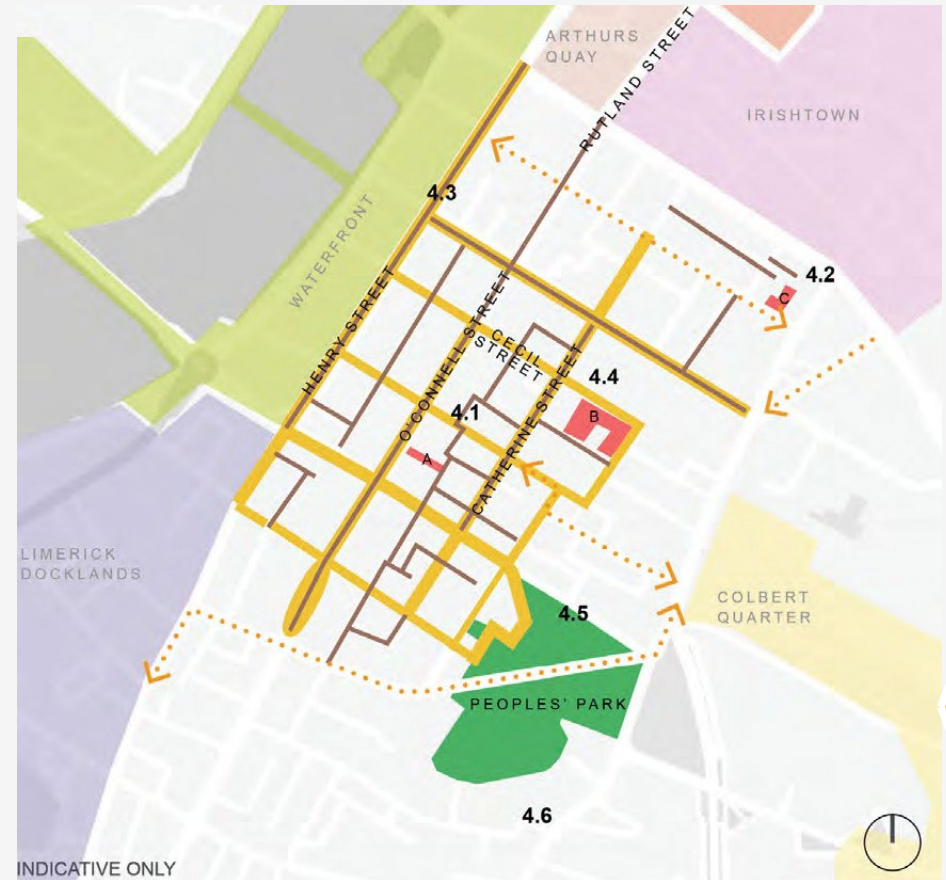 ARTHURS
QUAY
RUTLAND STREET
IRISHTOWN
4.3
WATERFRONT
4.2
C
HENRY STREET
O'CONNELL STREET
CECIL
STREET
4.4
CATHERINE STREET
4.1
B
A
LIMERICK
DOCKLANDS
COLBERT
QUARTER
4.5
PEOPLES' PARK
4.6
INDICATIVE ONLY